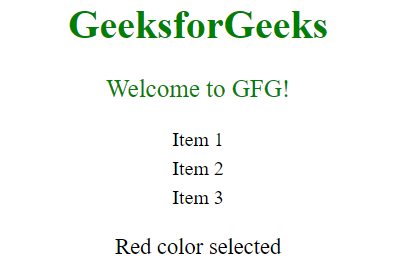 GeeksforGeeks
Welcome to GFG!
Item 1
Item 2
Item 3
Red color selected